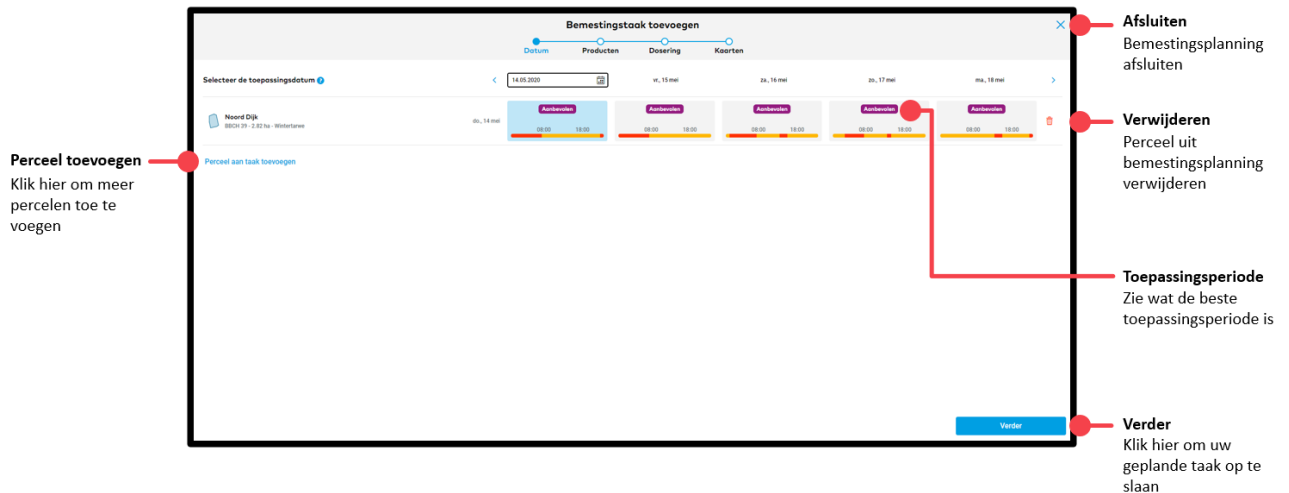 Bemestingstaak toevoegen
Datum Producten Dosering Kaarten
Selecteer de toepassingsdatum ?
14.05.2020 vr., 15 mei za., 16 mei zo., 17 mei ma., 18 mei
Noord Dijk
BBCH 39 - 2.82 ha - Wintertarwe
do., 14 mei
Aanbevolen Aanbevolen Aanbevolen Aanbevolen Aanbevolen
08:00 18:00 08:00 18:00 08:00 18:00 08:00 18:00 08:00 18:00
Perceel aan taak toevoegen
Verder
Perceel toevoegen
Klik hier om meer
percelen toe te
voegen
Afsluiten
Bemestingsplanning
afsluiten
Verwijderen
Perceel uit
bemestingsplanning
verwijderen
Toepassingsperiode
Zie wat de beste
toepassingsperiode is
Verder
Klik hier om uw
geplande taak op te
slaan